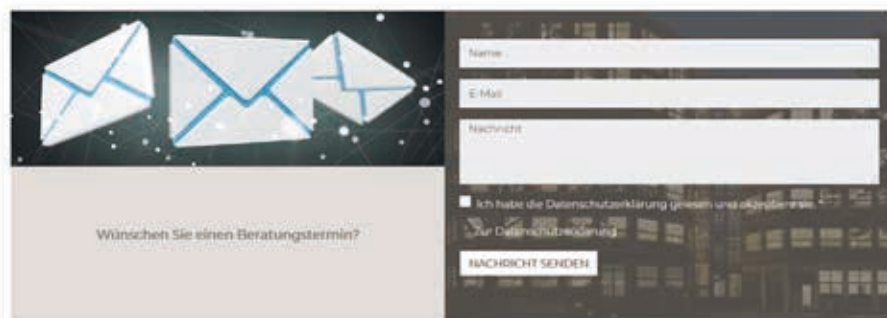 Wünschen Sie einen Beratungstermin?
Name
E-Mail
Nachricht
Ich habe die Datenschutzerklärung gelesen und akzeptiere sie. *
zur Datenschutzerklärung
NACHRICHT SENDEN